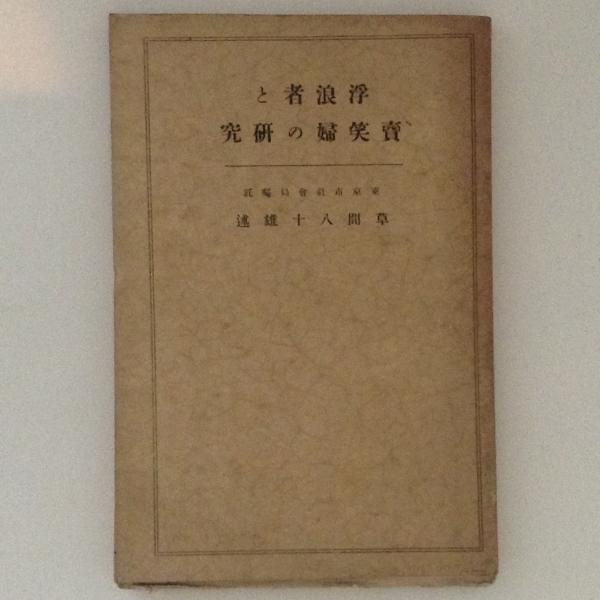 浮浪者と
賣笑婦の研究
東京市社會局囑託
草間八十雄述